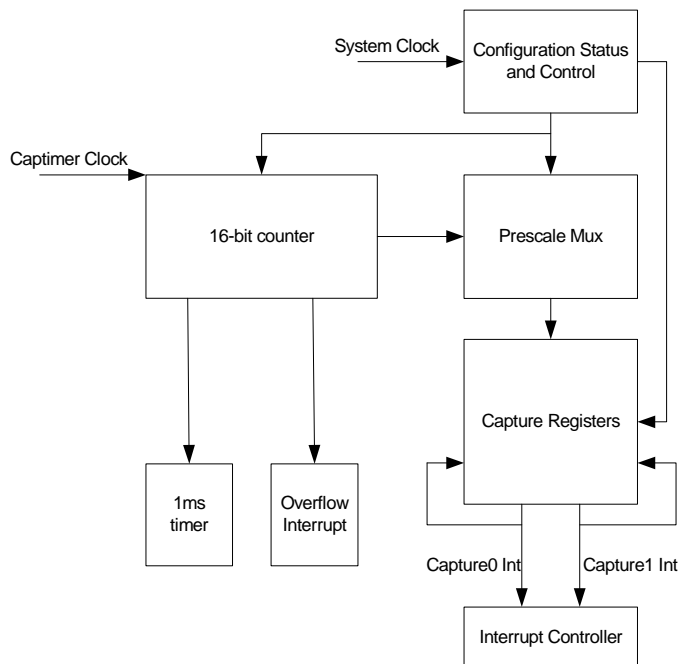 System Clock
Configuration Status
and Control
Captimer Clock
16-bit counter
Prescale Mux
Capture Registers
1ms
timer
Overflow
Interrupt
Capture0 Int
Capture1 Int
Interrupt Controller